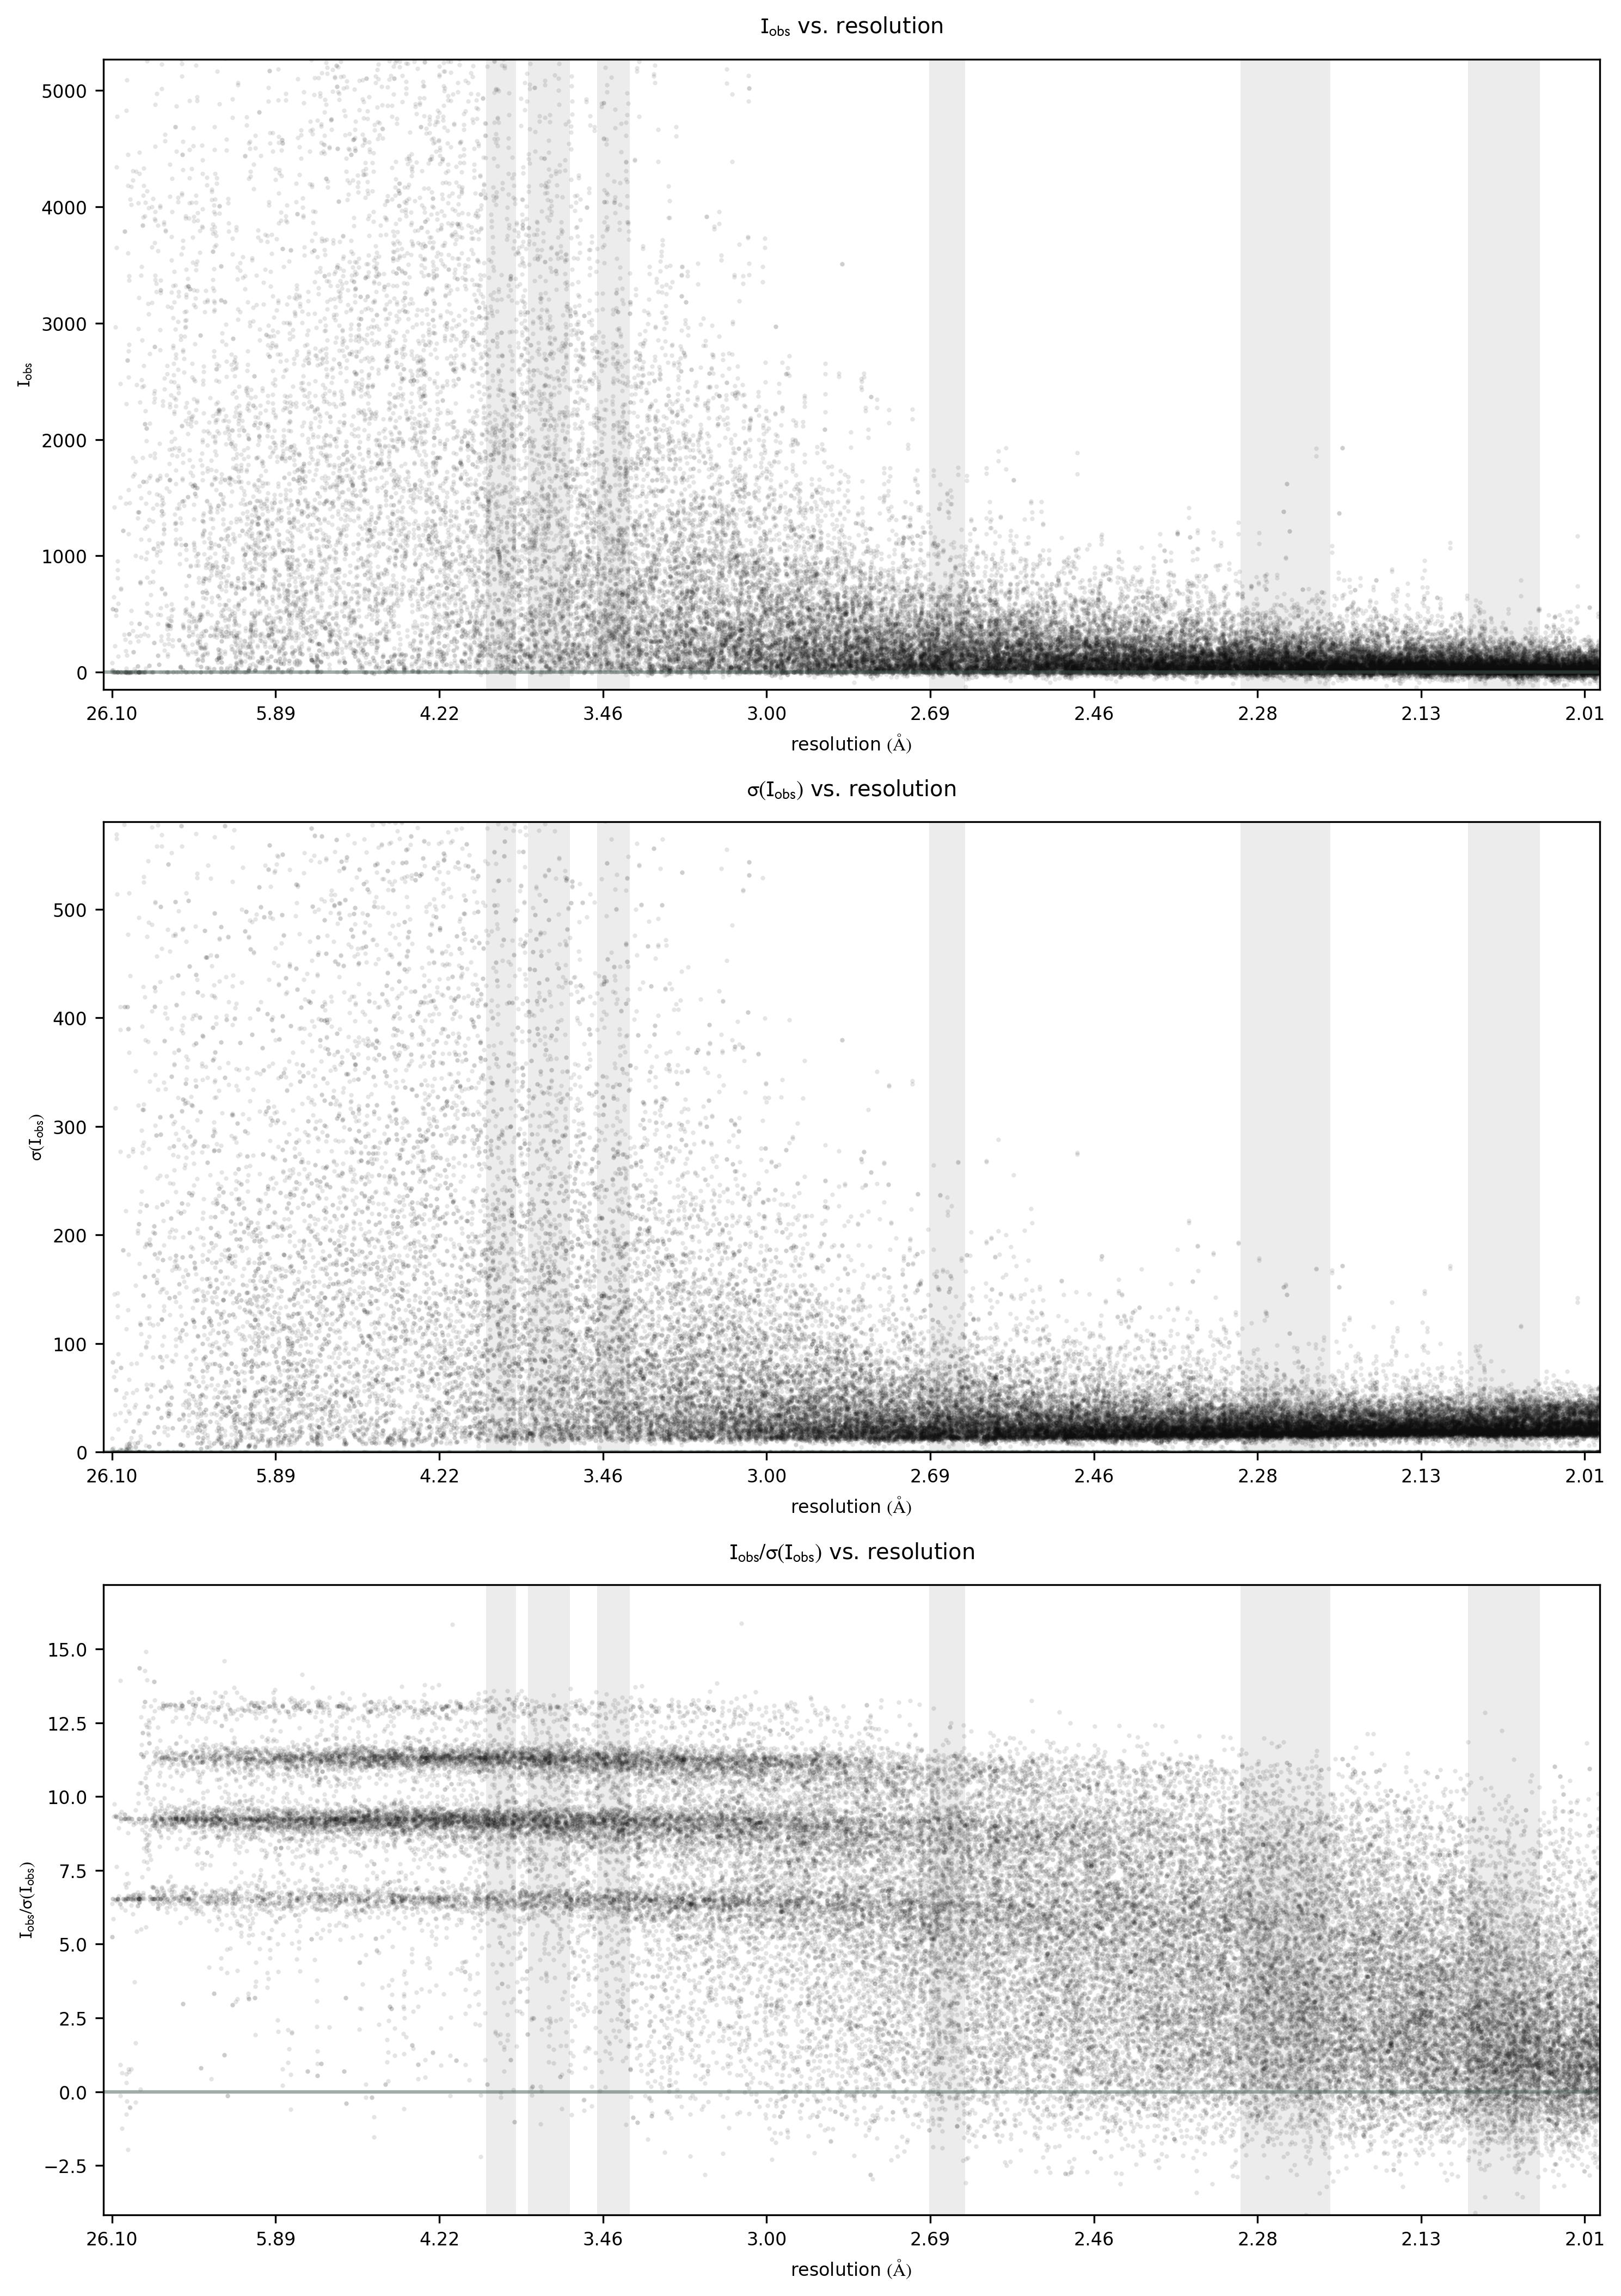 Iobs vs. resolution
5000
4000
3000
2000
1000
0
Iobs
26.10 5.89 4.22 3.46 3.00 2.69 2.46 2.28 2.13 2.01
resolution (Å)
σ(Iobs) vs. resolution
500
400
300
200
100
0
σ(Iobs)
26.10 5.89 4.22 3.46 3.00 2.69 2.46 2.28 2.13 2.01
resolution (Å)
Iobs/σ(Iobs) vs. resolution
15.0
12.5
10.0
7.5
5.0
2.5
0.0
−2.5
Iobs/σ(Iobs)
26.10 5.89 4.22 3.46 3.00 2.69 2.46 2.28 2.13 2.01
resolution (Å)